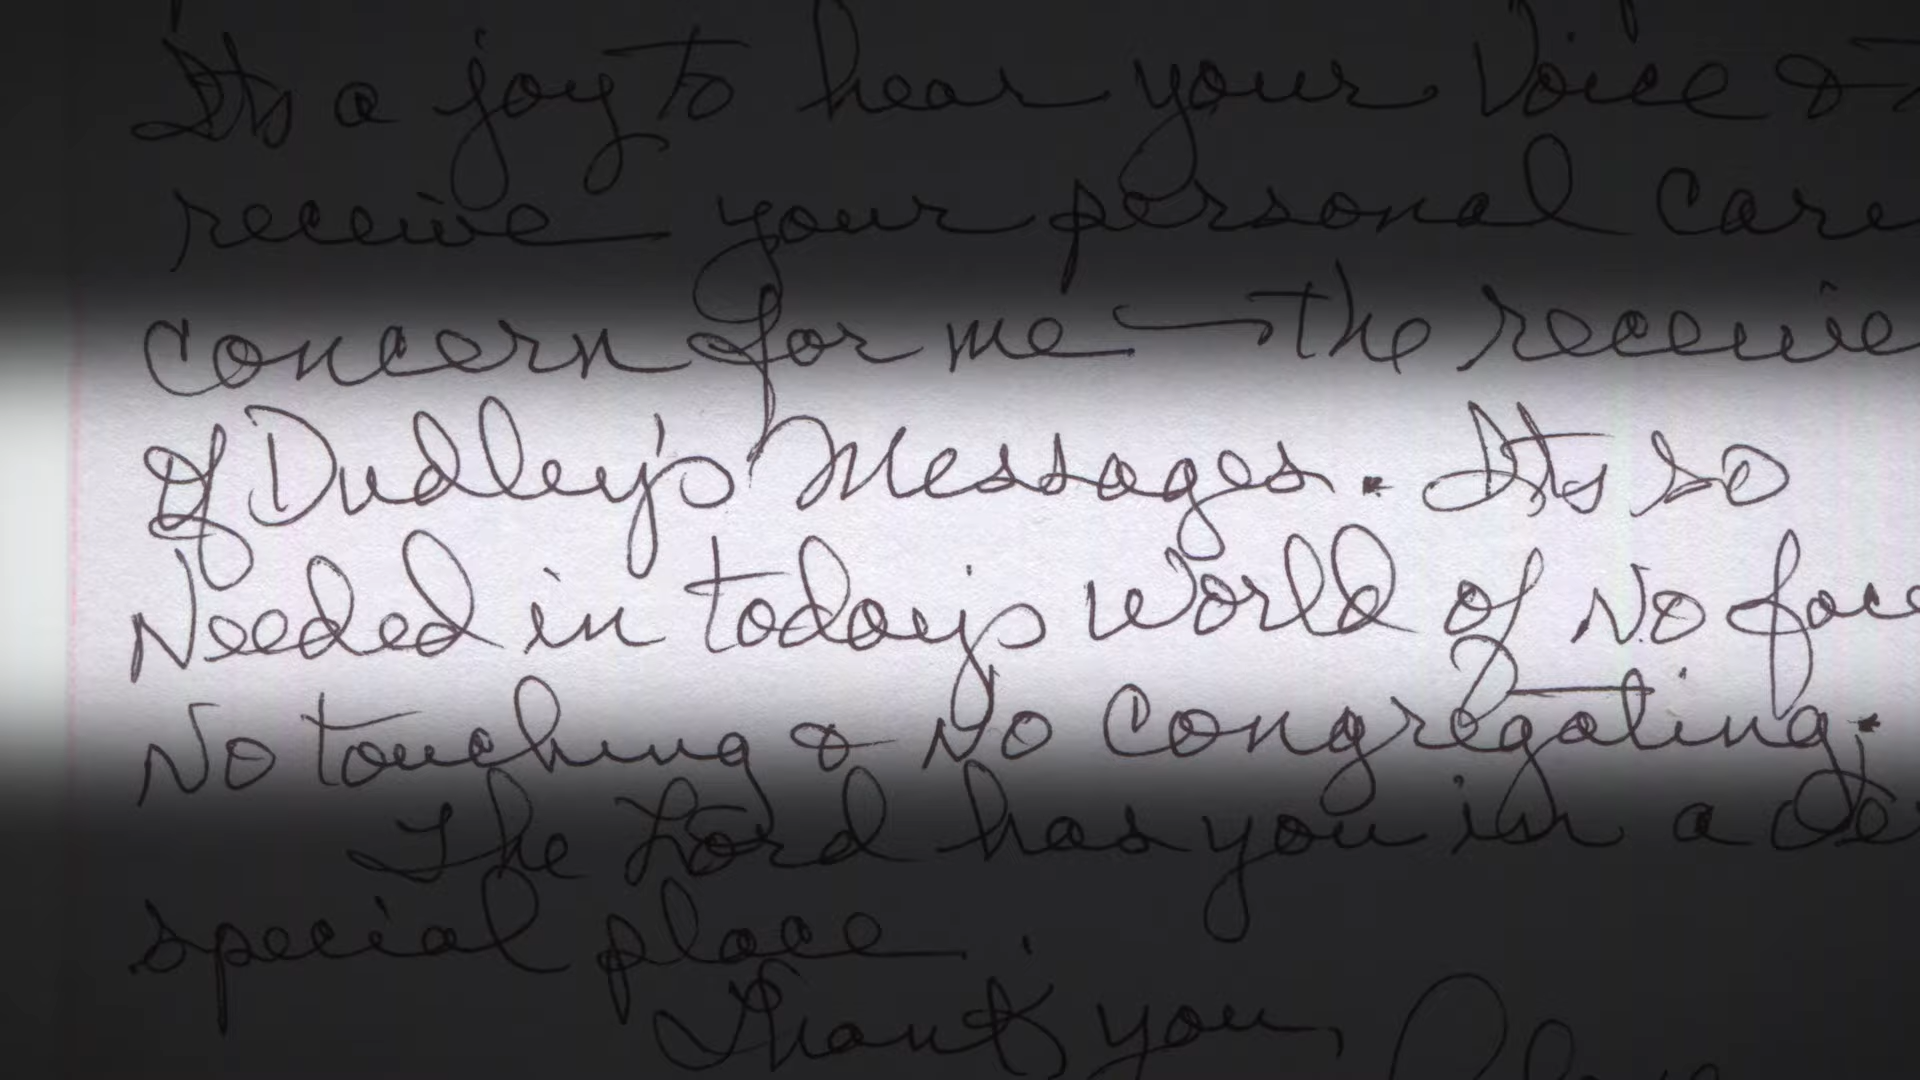 Its a joy to hear your Voice &
receive your personal care
concern for me — the receive
of Dudley's Messages. Its so
Needed in today's World of No face
No touching & No Congregating.
The Lord has you in a
special place.
Thank you,